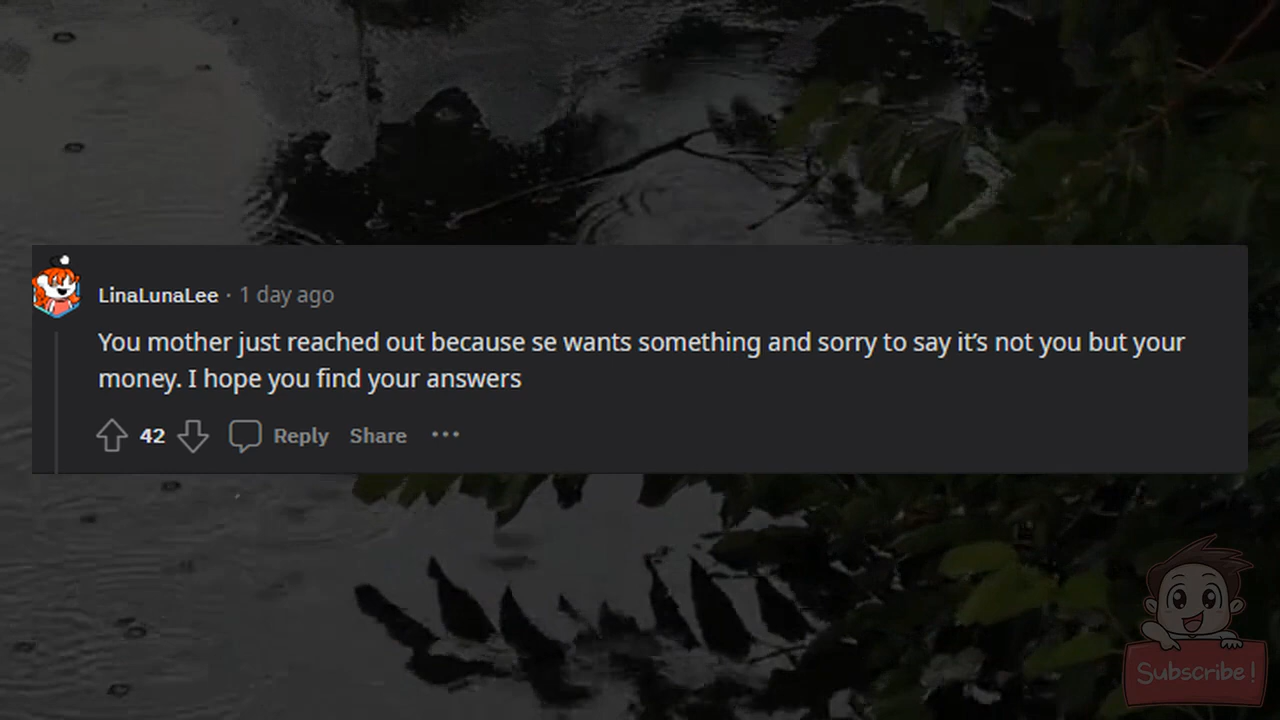 LinaLunaLee · 1 day ago
You mother just reached out because se wants something and sorry to say it’s not you but your
money. I hope you find your answers
42 Reply Share •••
Subscribe!